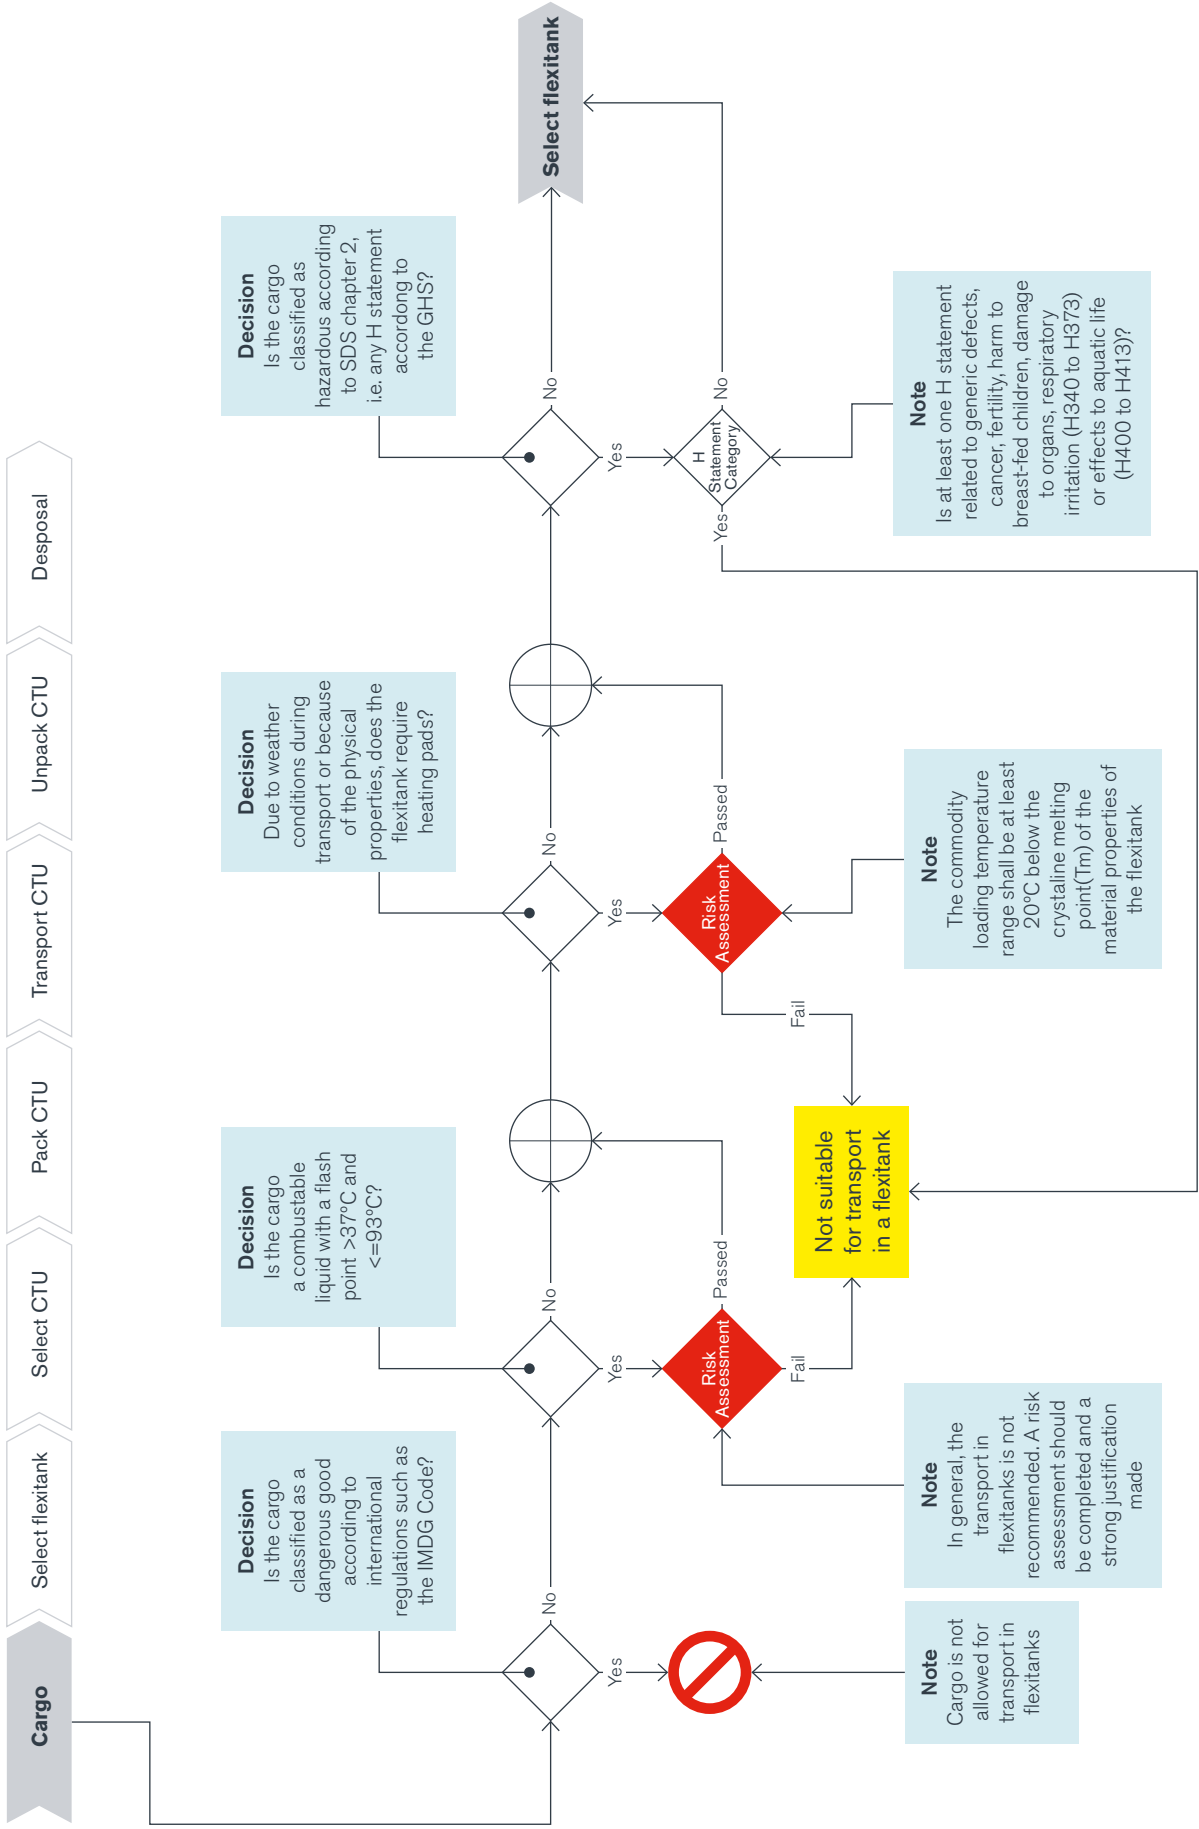 Cargo
Select flexitank
Select CTU
Pack CTU
Transport CTU
Unpack CTU
Desposal
Decision
Is the cargo
classified as a
dangerous good
according to
international
regulations such as
the IMDG Code?
Decision
Is the cargo
a combustable
liquid with a flash
point >37ºC and
<=93ºC?
Decision
Due to weather
conditions during
transport or because
of the physical
properties, does the
flexitank require
heating pads?
Decision
Is the cargo
classified as
hazardous according
to SDS chapter 2,
i.e. any H statement
accordong to
the GHS?
No
No
No
No
Select flexitank
Yes
Yes
Yes
Yes
Risk
Assessment
Passed
Risk
Assessment
Passed
Yes
H
Statement
Category
No
Fail
Fail
Not suitable
for transport
in a flexitank
Note
Cargo is not
allowed for
transport in
flexitanks
Note
In general, the
transport in
flexitanks is not
recommended. A risk
assessment should
be completed and a
strong justification
made
Note
The commodity
loading temperature
range shall be at least
20ºC below the
crystaline melting
point(Tm) of the
material properties of
the flexitank
Note
Is at least one H statement
related to generic defects,
cancer, fertility, harm to
breast-fed children, damage
to organs, respiratory
irritation (H340 to H373)
or effects to aquatic life
(H400 to H413)?